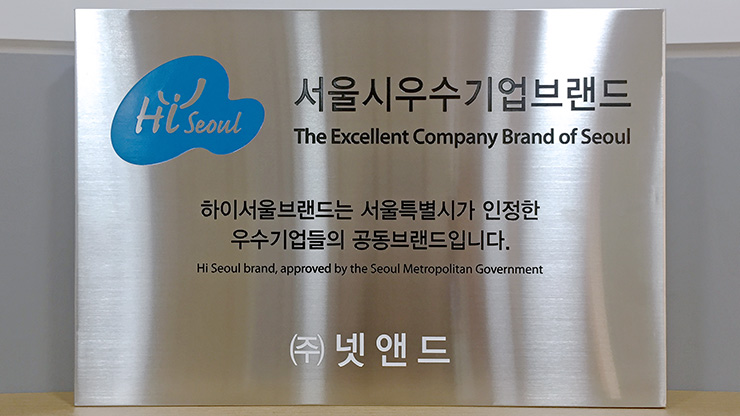 Hi Seoul
서울시우수기업브랜드
The Excellent Company Brand of Seoul
하이서울브랜드는 서울특별시가 인정한
우수기업들의 공동브랜드입니다.
Hi Seoul brand, approved by the Seoul Metropolitan Government
㈜ 넷앤드